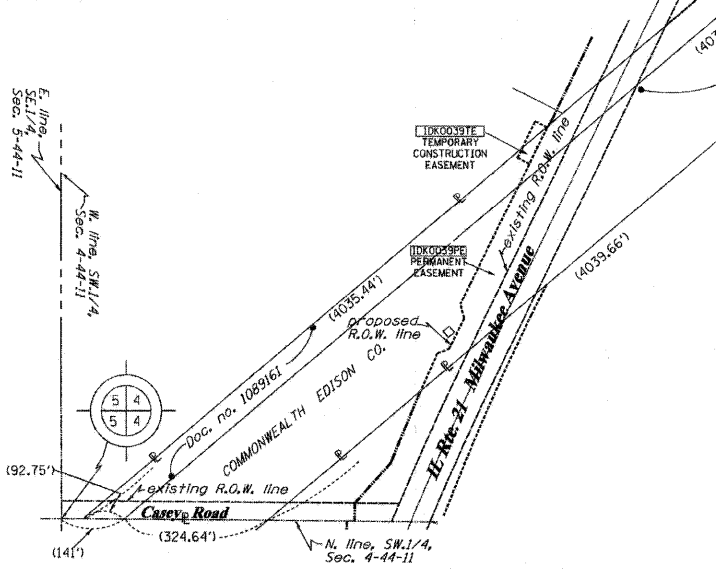 (403
1DK0039TE
TEMPORARY
CONSTRUCTION
EASEMENT
existing R.O.W. line
E. line,
SE.1/4,
Sec. 5-44-11
W. line, SW.1/4,
Sec. 4-44-11
1DK0039PE
PERMANENT
EASEMENT
(4035.44')
(4039.66')
proposed
R.O.W. line
IL Rte. 21 Milwaukee Avenue
Doc. no. 1089161
COMMONWEALTH EDISON CO.
5 4
5 4
(92.75')
existing R.O.W. line
Casey Road
(324.64')
(141')
N. line, SW.1/4,
Sec. 4-44-11